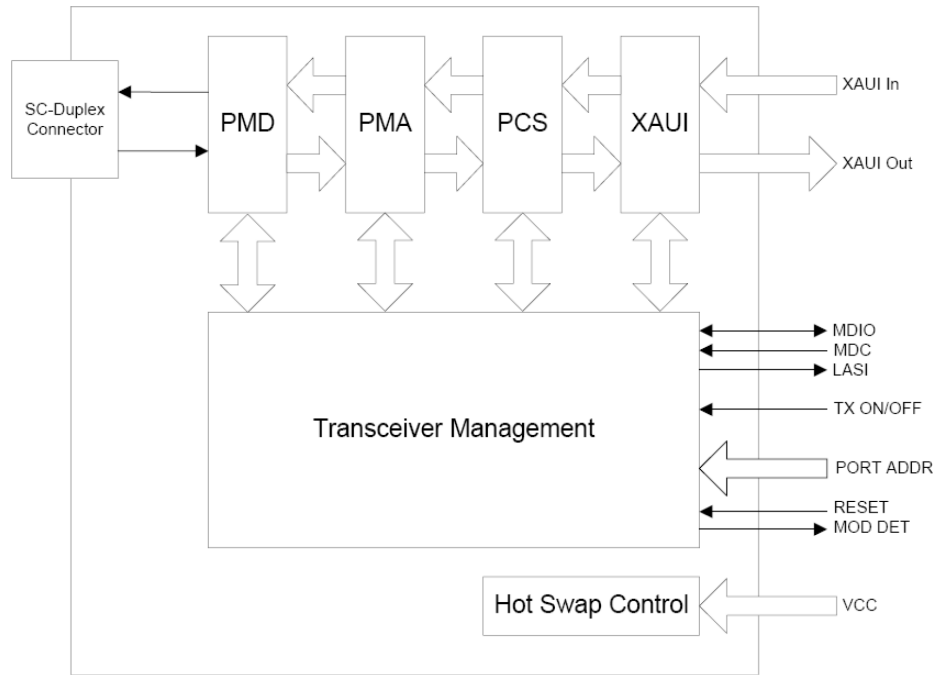 SC-Duplex
Connector
PMD
PMA
PCS
XAUI
XAUI In
XAUI Out
Transceiver Management
MDIO
MDC
LASI
TX ON/OFF
PORT ADDR
RESET
MOD DET
Hot Swap Control
VCC